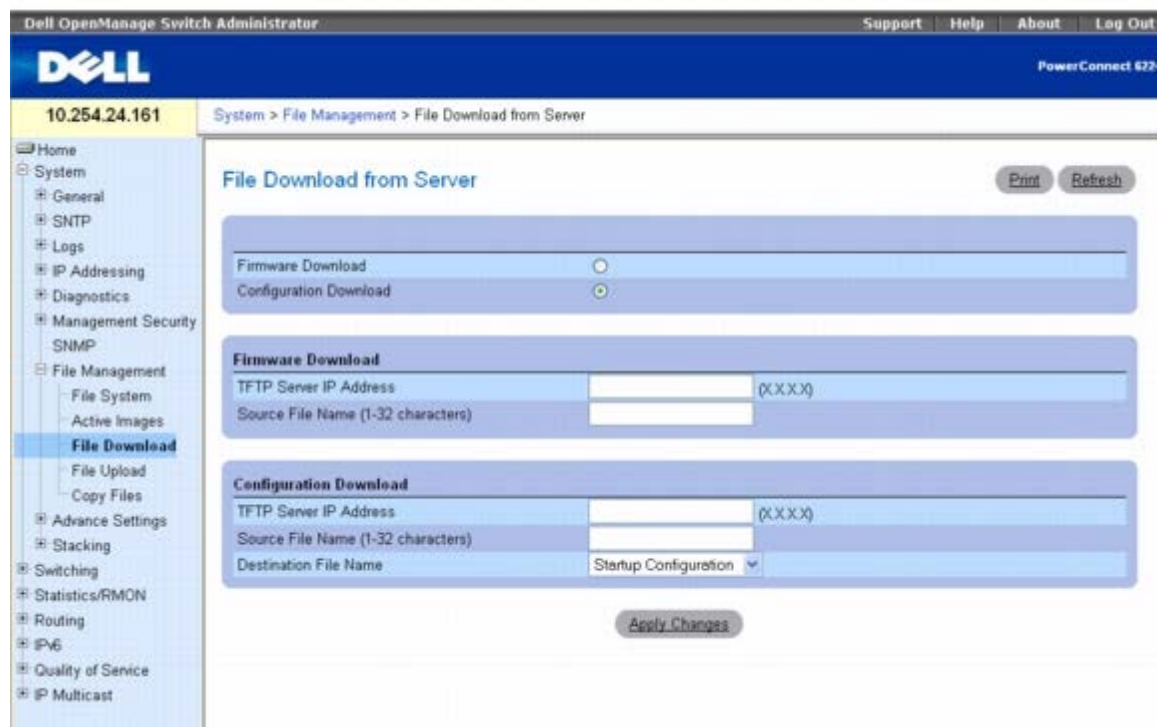 Dell OpenManage Switch Administrator
Support Help About Log Out
DELL
PowerConnect 622
10.254.24.161
System > File Management > File Download from Server
Home
System
General
SNTP
Logs
IP Addressing
Diagnostics
Management Security
SNMP
File Management
File System
Active Images
File Download
File Upload
Copy Files
Advance Settings
Stacking
Switching
Statistics/RMON
Routing
IPv6
Quality of Service
IP Multicast
File Download from Server
Print Refresh
Firmware Download
Configuration Download
Firmware Download
TFTP Server IP Address (X.X.X.X)
Source File Name (1-32 characters)
Configuration Download
TFTP Server IP Address (X.X.X.X)
Source File Name (1-32 characters)
Destination File Name Startup Configuration
Apply Changes